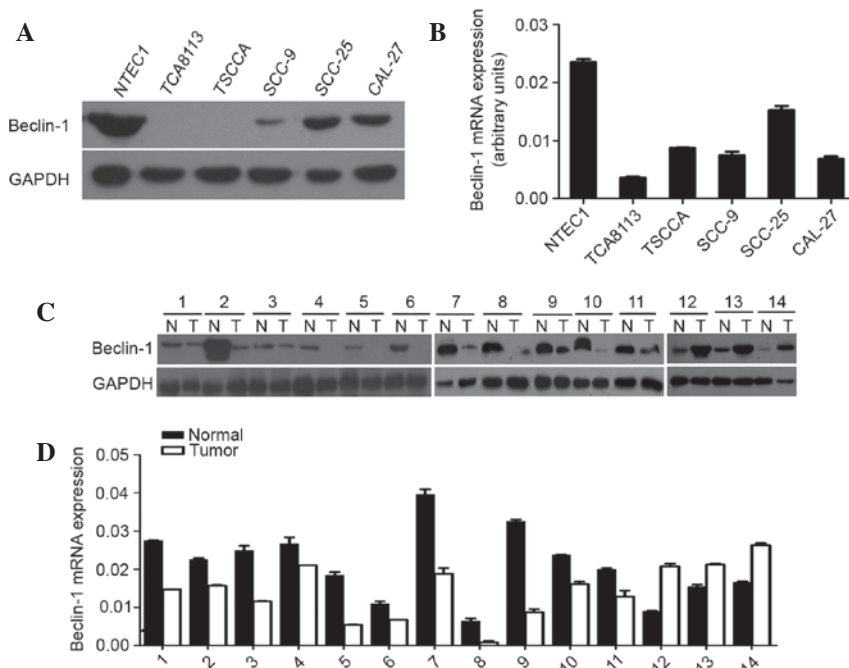 A
NTEC1 TCA8113 TSCCA SCC-9 SCC-25 CAL-27
Beclin-1
GAPDH
B
Beclin-1 mRNA expression
(arbitrary units)
0.03
0.02
0.01
0.00
NTEC1 TCA8113 TSCCA SCC-9 SCC-25 CAL-27
C
1 2 3 4 5 6 7 8 9 10 11 12 13 14
N T N T N T N T N T N T N T N T N T N T N T N T N T N T
Beclin-1
GAPDH
D
Normal
Tumor
Beclin-1 mRNA expression
0.05
0.04
0.03
0.02
0.01
0.00
1 2 3 4 5 6 7 8 9 10 11 12 13 14